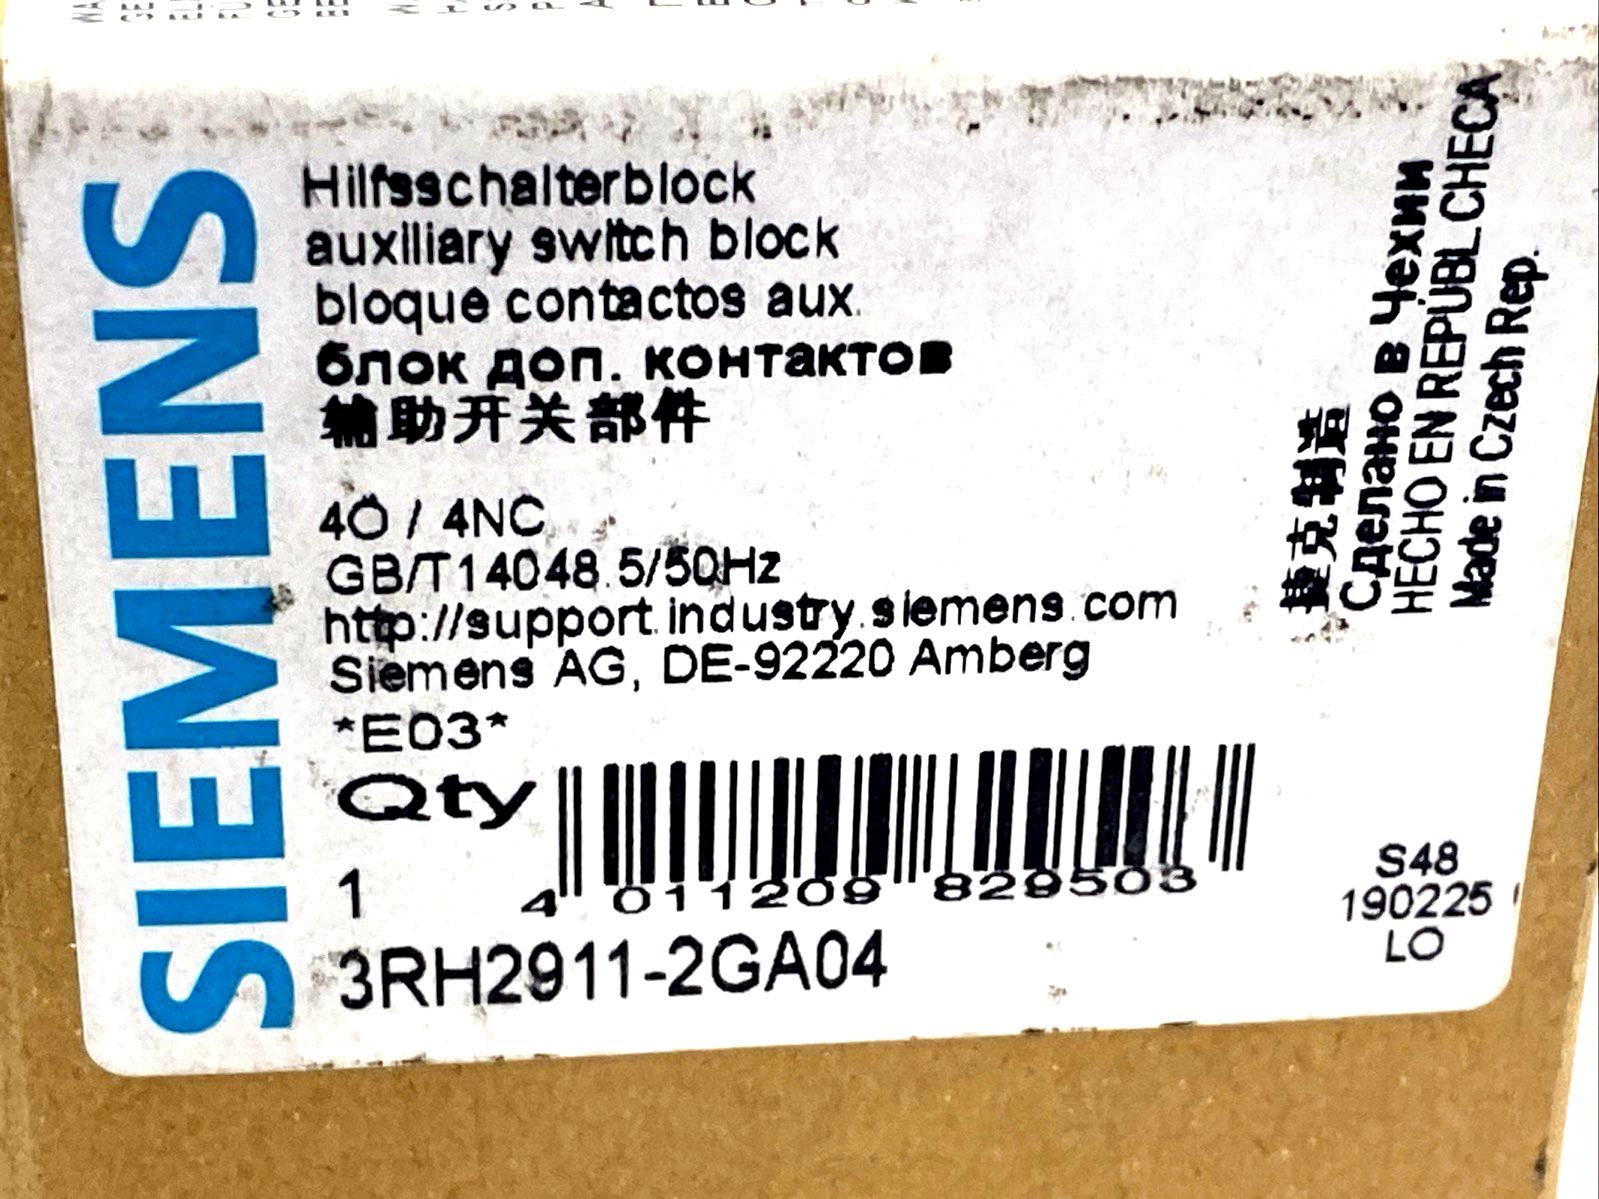 SIEMENS
Hilfsschalterblock
auxiliary switch block
bloque contactos aux.
блок доп. контактов
辅助开关部件
4Ö / 4NC
GB/T14048.5/50Hz
http://support.industry.siemens.com
Siemens AG, DE-92220 Amberg
*E03*
Qty
1
4 011209 829503
3RH2911-2GA04
捷克制造
Сделано в Чехии
HECHO EN REPÚBL.CHECA
Made in Czech Rep.
S48
190225
LO